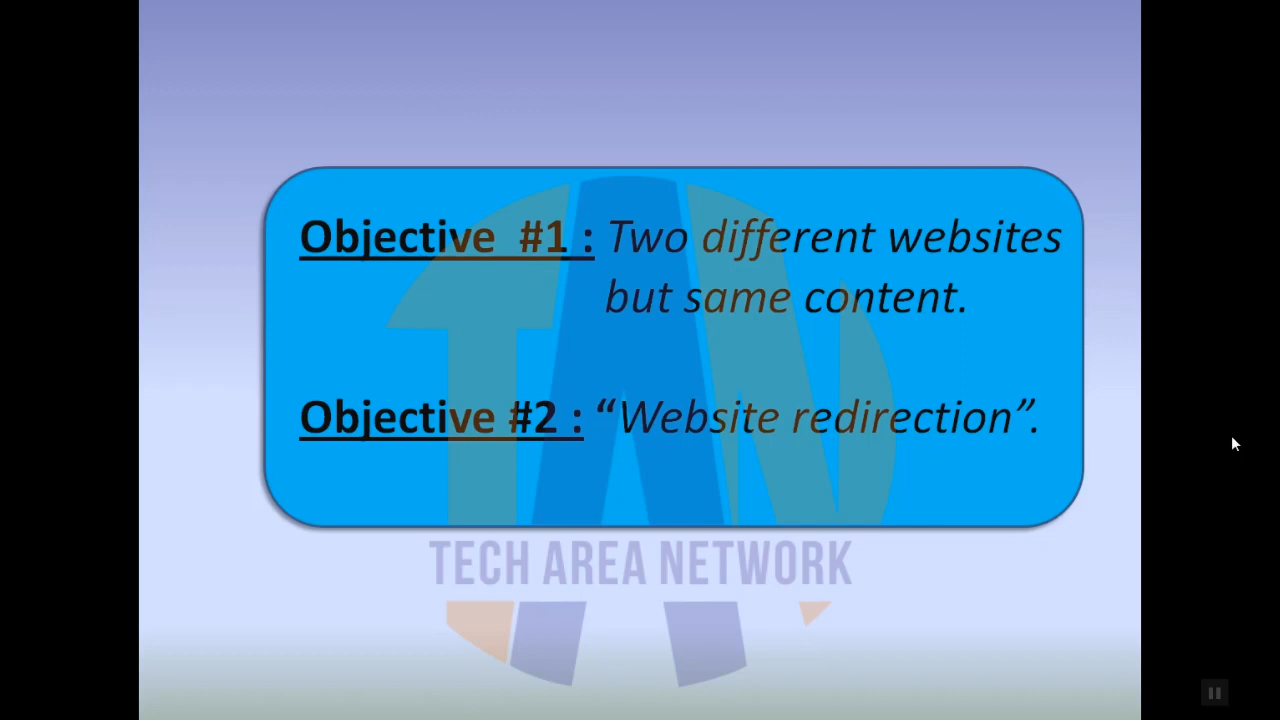 Objective #1 : Two different websites
but same content.
Objective #2 : “Website redirection”.
TECH AREA NETWORK